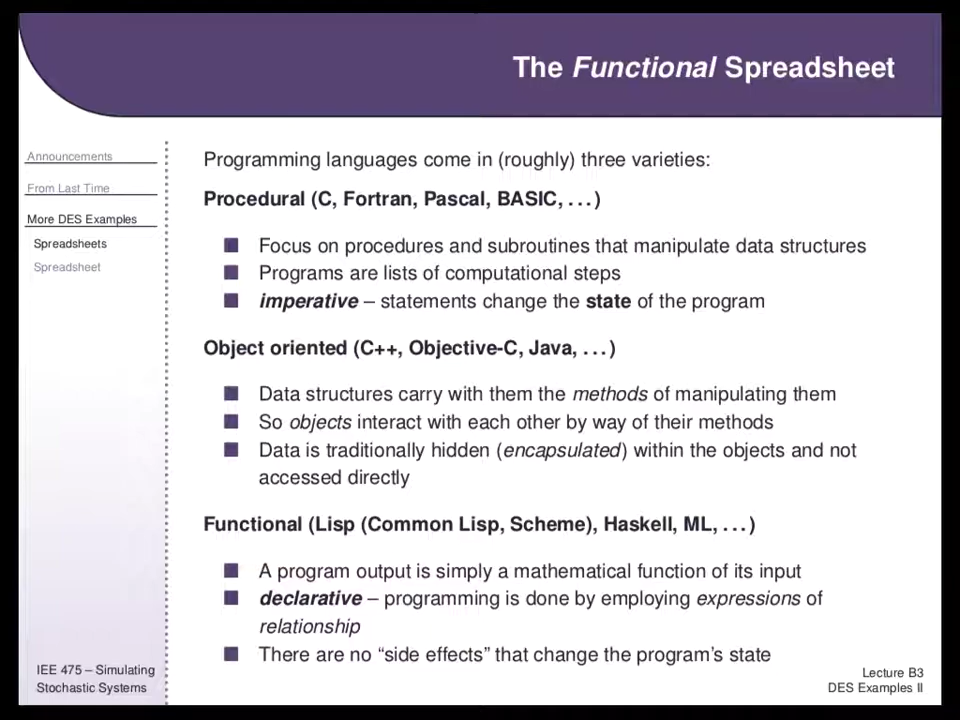 The Functional Spreadsheet
Announcements
From Last Time
More DES Examples
Spreadsheets
Spreadsheet
Programming languages come in (roughly) three varieties:
Procedural (C, Fortran, Pascal, BASIC, . . . )
Focus on procedures and subroutines that manipulate data structures
Programs are lists of computational steps
imperative – statements change the state of the program
Object oriented (C++, Objective-C, Java, . . . )
Data structures carry with them the methods of manipulating them
So objects interact with each other by way of their methods
Data is traditionally hidden (encapsulated) within the objects and not
accessed directly
Functional (Lisp (Common Lisp, Scheme), Haskell, ML, . . . )
A program output is simply a mathematical function of its input
declarative – programming is done by employing expressions of
relationship
There are no “side effects” that change the program’s state
IEE 475 – Simulating
Stochastic Systems
Lecture B3
DES Examples II